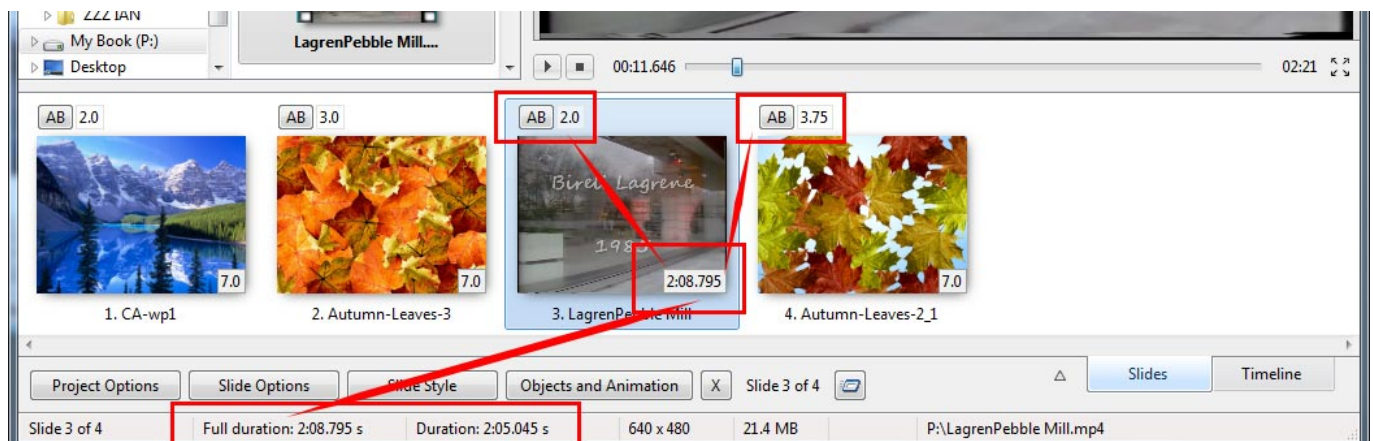 ZZZ IAN
My Book (P:)
Desktop
LagrenPebble Mill....
00:11.646
02:21
AB 2.0
AB 3.0
AB 2.0
AB 3.75
7.0
7.0
Bireli Lagrene
1983
2:08.795
7.0
1. CA-wp1
2. Autumn-Leaves-3
3. LagrenPebble Mill
4. Autumn-Leaves-2_1
Project Options
Slide Options
Slide Style
Objects and Animation
X
Slide 3 of 4
Slides
Timeline
Slide 3 of 4
Full duration: 2:08.795 s
Duration: 2:05.045 s
640 x 480
21.4 MB
P:\LagrenPebble Mill.mp4